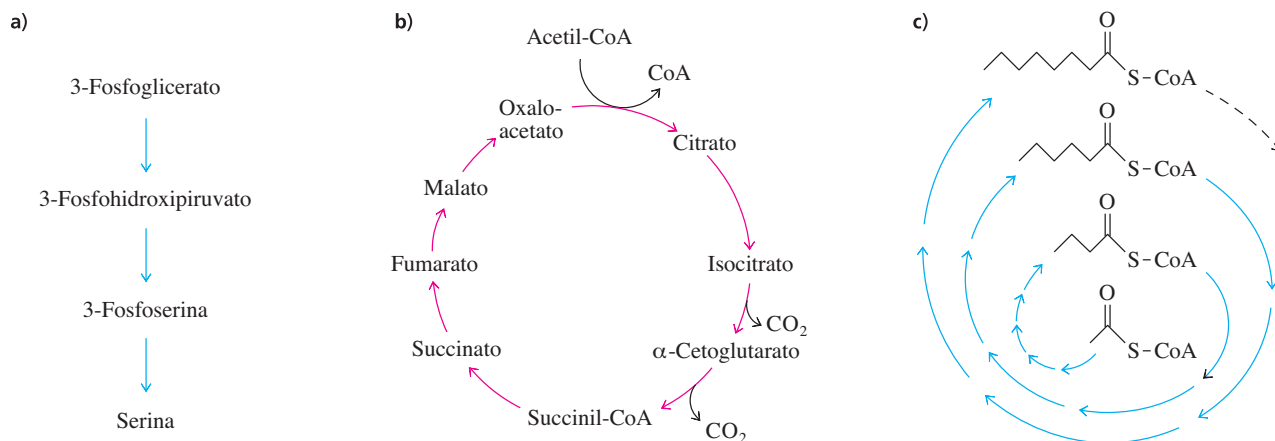 a)
3-Fosfoglicerato
3-Fosfohidroxipiruvato
3-Fosfoserina
Serina
b)
Acetil-CoA
CoA
Oxalo-
acetato
Citrato
Malato
Isocitrato
Fumarato
CO2
α-Cetoglutarato
Succinato
Succinil-CoA
CO2
c)
O
S-CoA
O
S-CoA
O
S-CoA
O
S-CoA